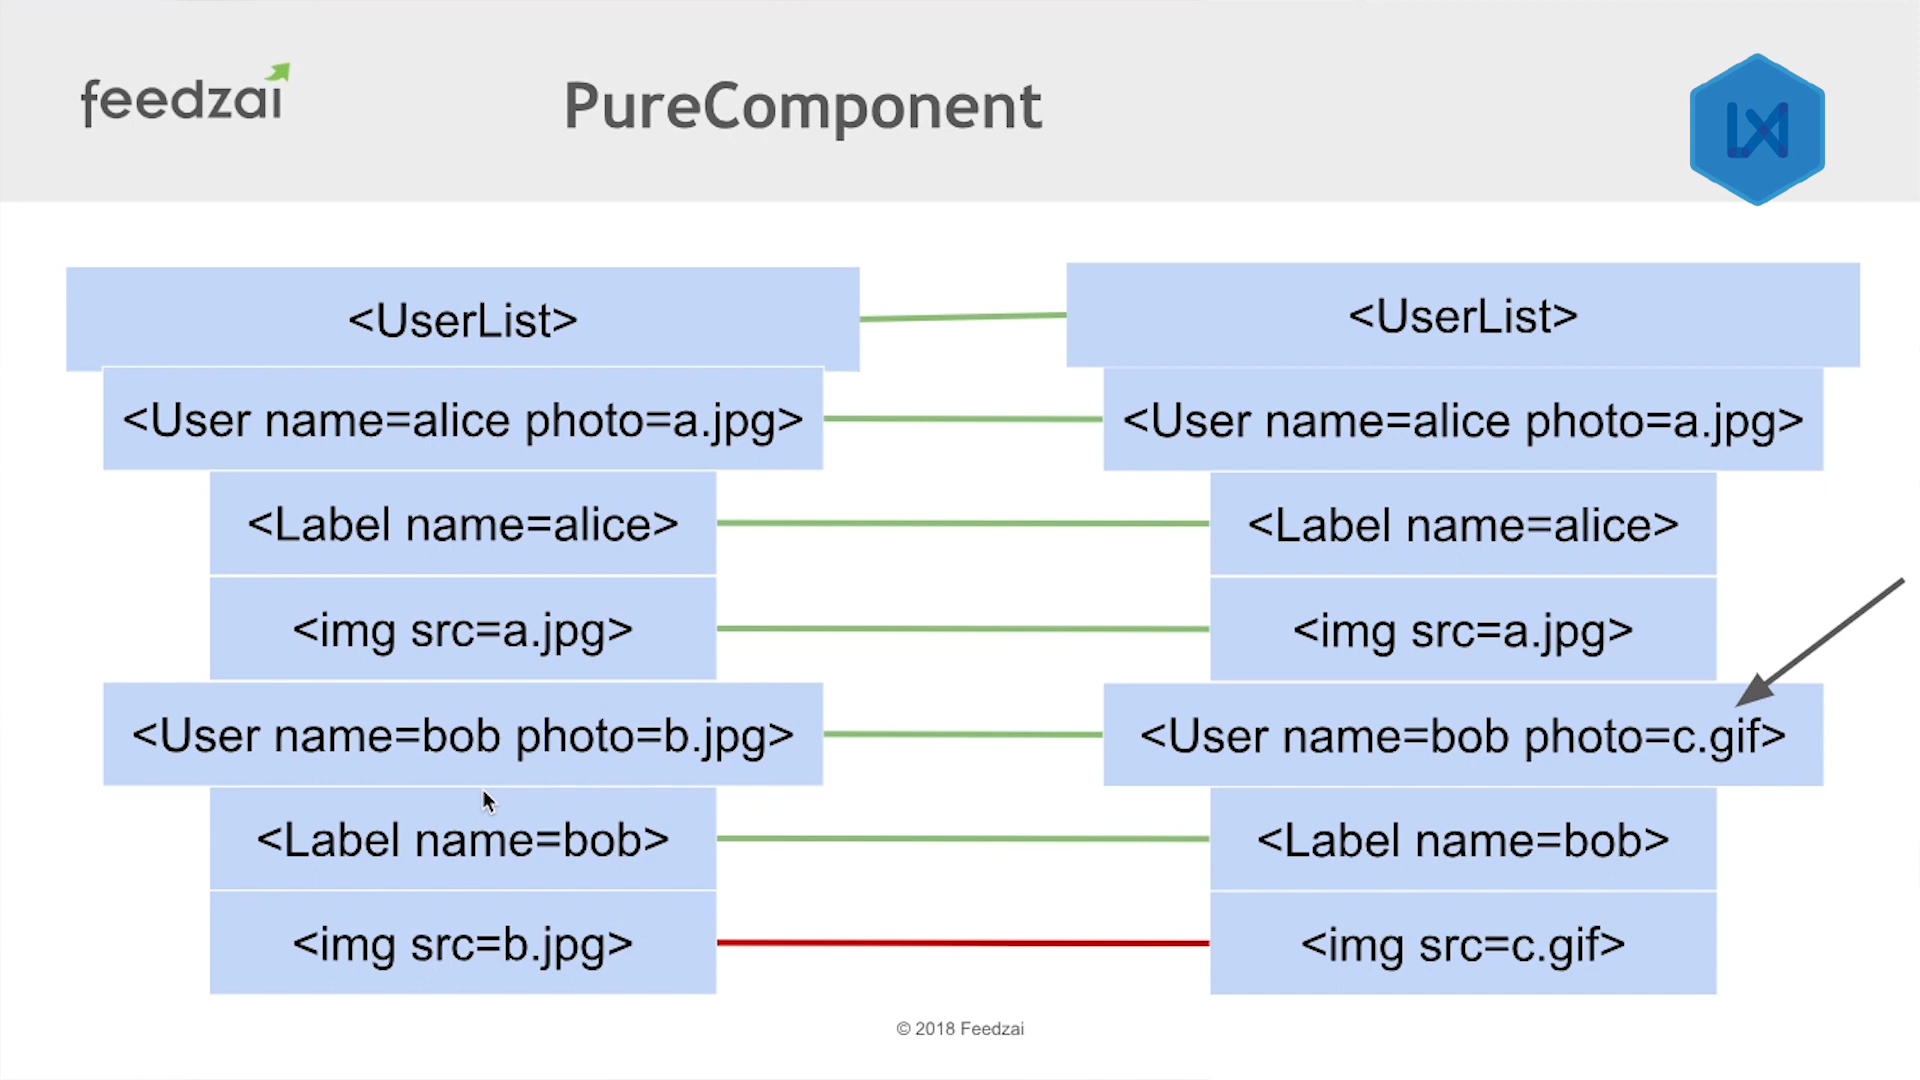 feedzai
PureComponent
<UserList>
<User name=alice photo=a.jpg>
<Label name=alice>
<img src=a.jpg>
<User name=bob photo=b.jpg>
<Label name=bob>
<img src=b.jpg>
<UserList>
<User name=alice photo=a.jpg>
<Label name=alice>
<img src=a.jpg>
<User name=bob photo=c.gif>
<Label name=bob>
<img src=c.gif>
© 2018 Feedzai